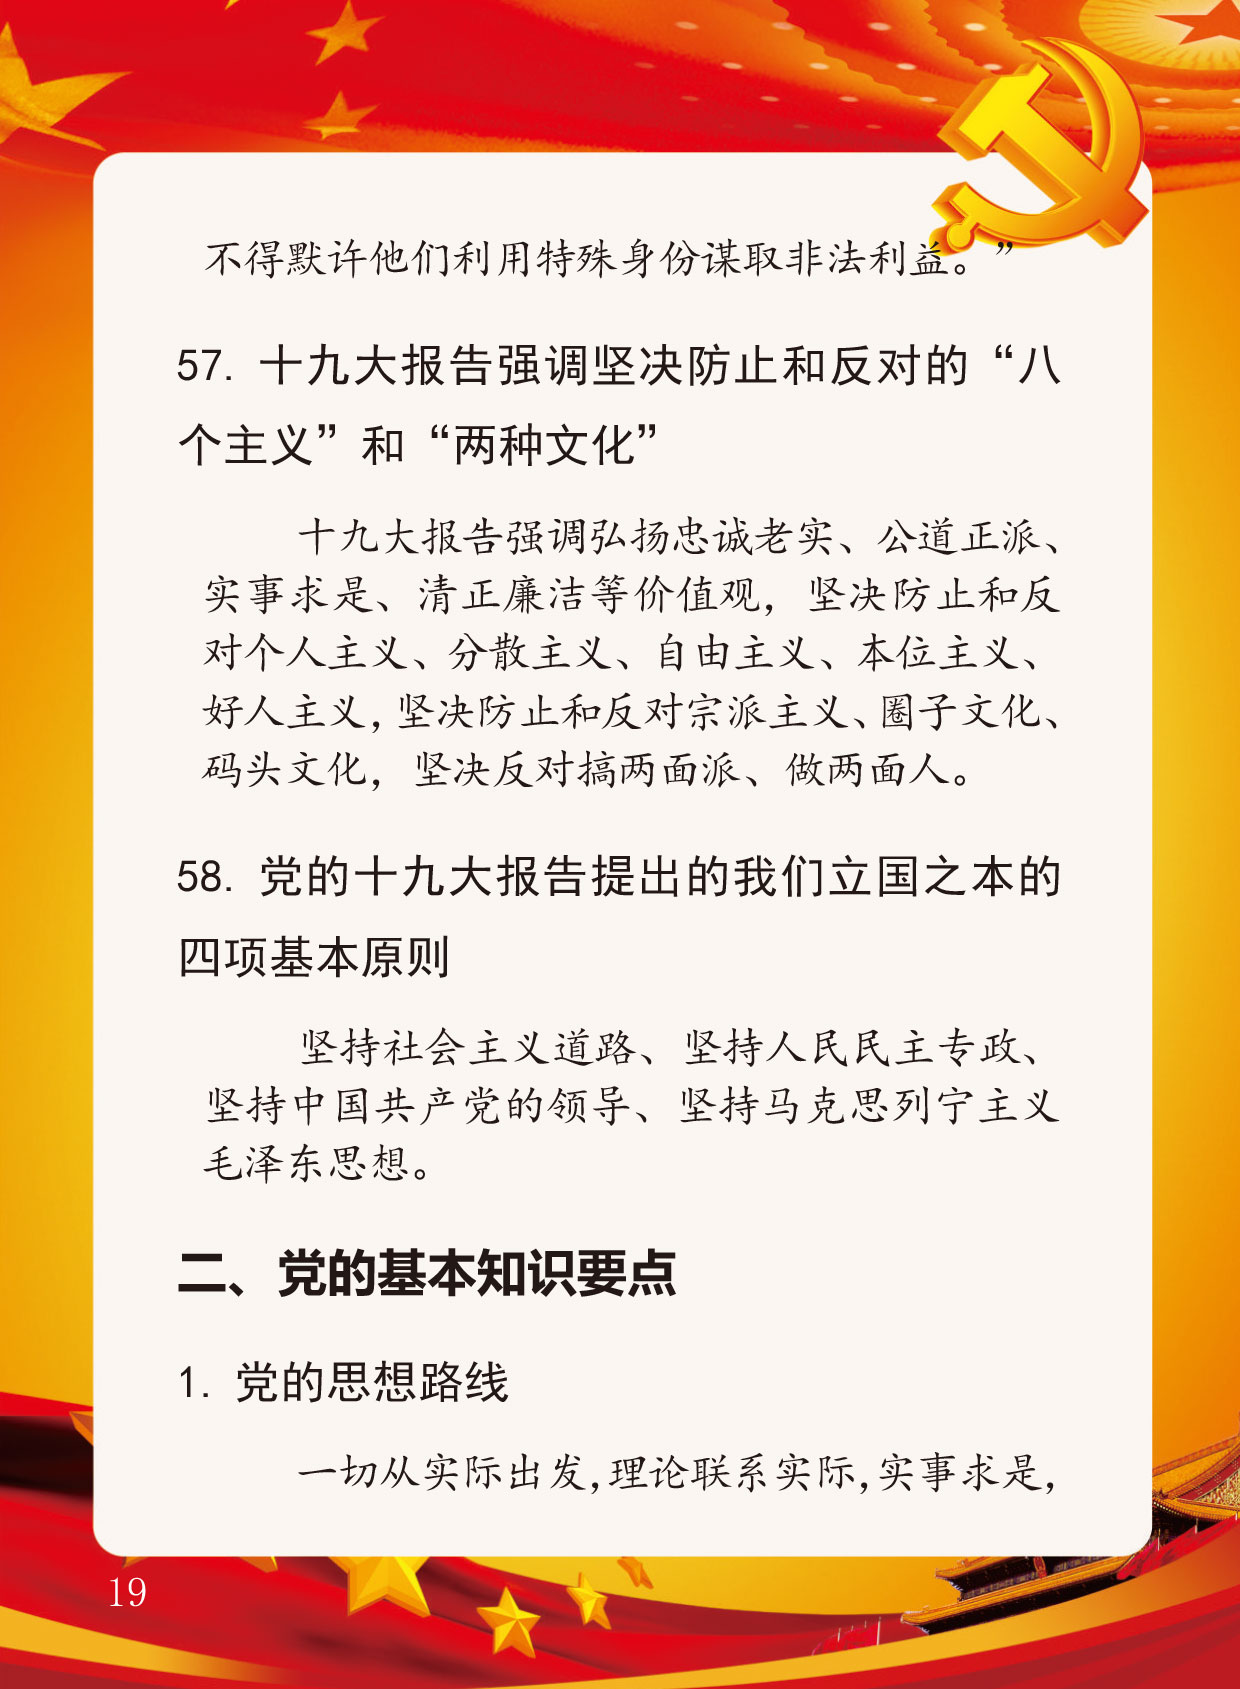 不得默许他们利用特殊身份谋取非法利益。”
57. 十九大报告强调坚决防止和反对的“八
个主义”和“两种文化”
十九大报告强调弘扬忠诚老实、公道正派、
实事求是、清正廉洁等价值观，坚决防止和反
对个人主义、分散主义、自由主义、本位主义、
好人主义，坚决防止和反对宗派主义、圈子文化、
码头文化，坚决反对搞两面派、做两面人。
58. 党的十九大报告提出的我们立国之本的
四项基本原则
坚持社会主义道路、坚持人民民主专政、
坚持中国共产党的领导、坚持马克思列宁主义
毛泽东思想。
二、党的基本知识要点
1. 党的思想路线
一切从实际出发，理论联系实际，实事求是，
19